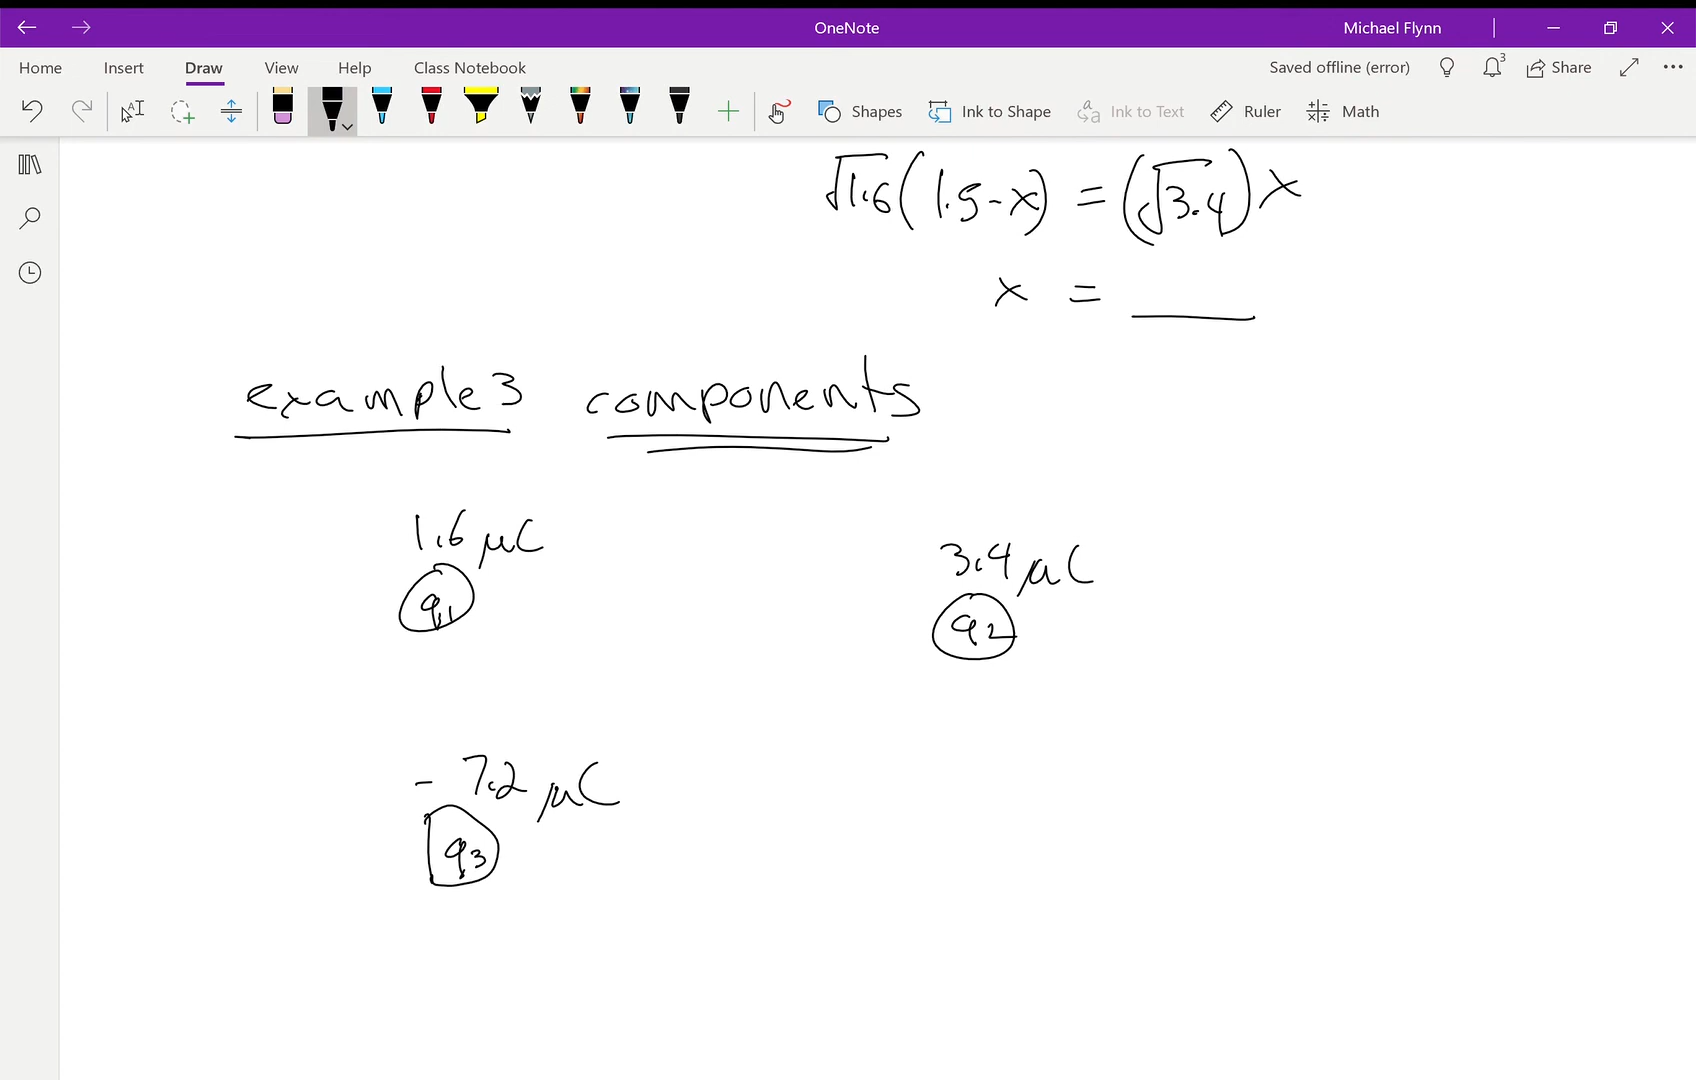 OneNote
Michael Flynn
Home Insert Draw View Help Class Notebook
Saved offline (error) 3 Share
Shapes Ink to Shape Ink to Text Ruler Math
√1.6 (1.5-x) = (√3.4) x
x = ____
example 3 components
1.6 μC
q1
3.4 μC
q2
- 7.2 μC
q3